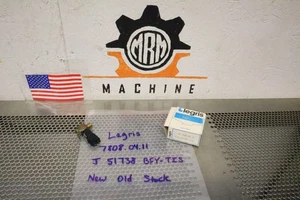 MRM
MACHINE
legris
Legris
7808.04.11
J 51738 BFY-TES
New Old Stock